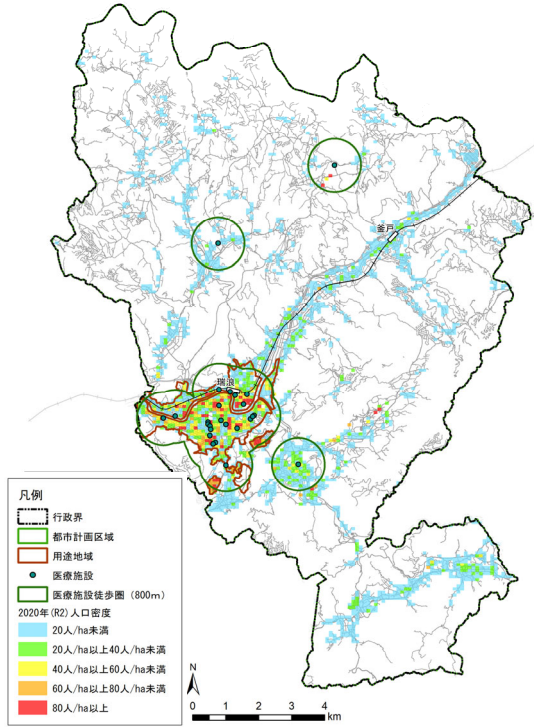 釜戸
瑞浪
凡例
行政界
都市計画区域
用途地域
医療施設
医療施設徒歩圏（800m）
2020年(R2)人口密度
20人/ha未満
20人/ha以上40人/ha未満
40人/ha以上60人/ha未満
60人/ha以上80人/ha未満
80人/ha以上
N
0 1 2 3 4
km